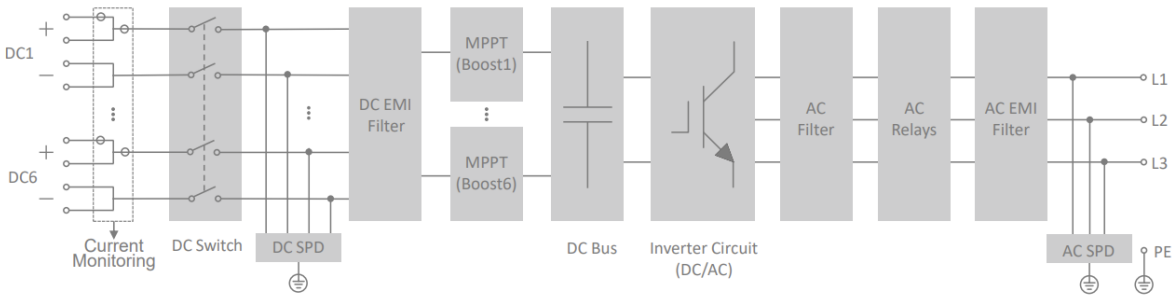 +
DC1
−
+
DC6
−
Current
Monitoring
DC Switch
DC SPD
DC EMI
Filter
MPPT
(Boost1)
MPPT
(Boost6)
DC Bus
Inverter Circuit
(DC/AC)
AC
Filter
AC
Relays
AC EMI
Filter
L1
L2
L3
AC SPD
PE